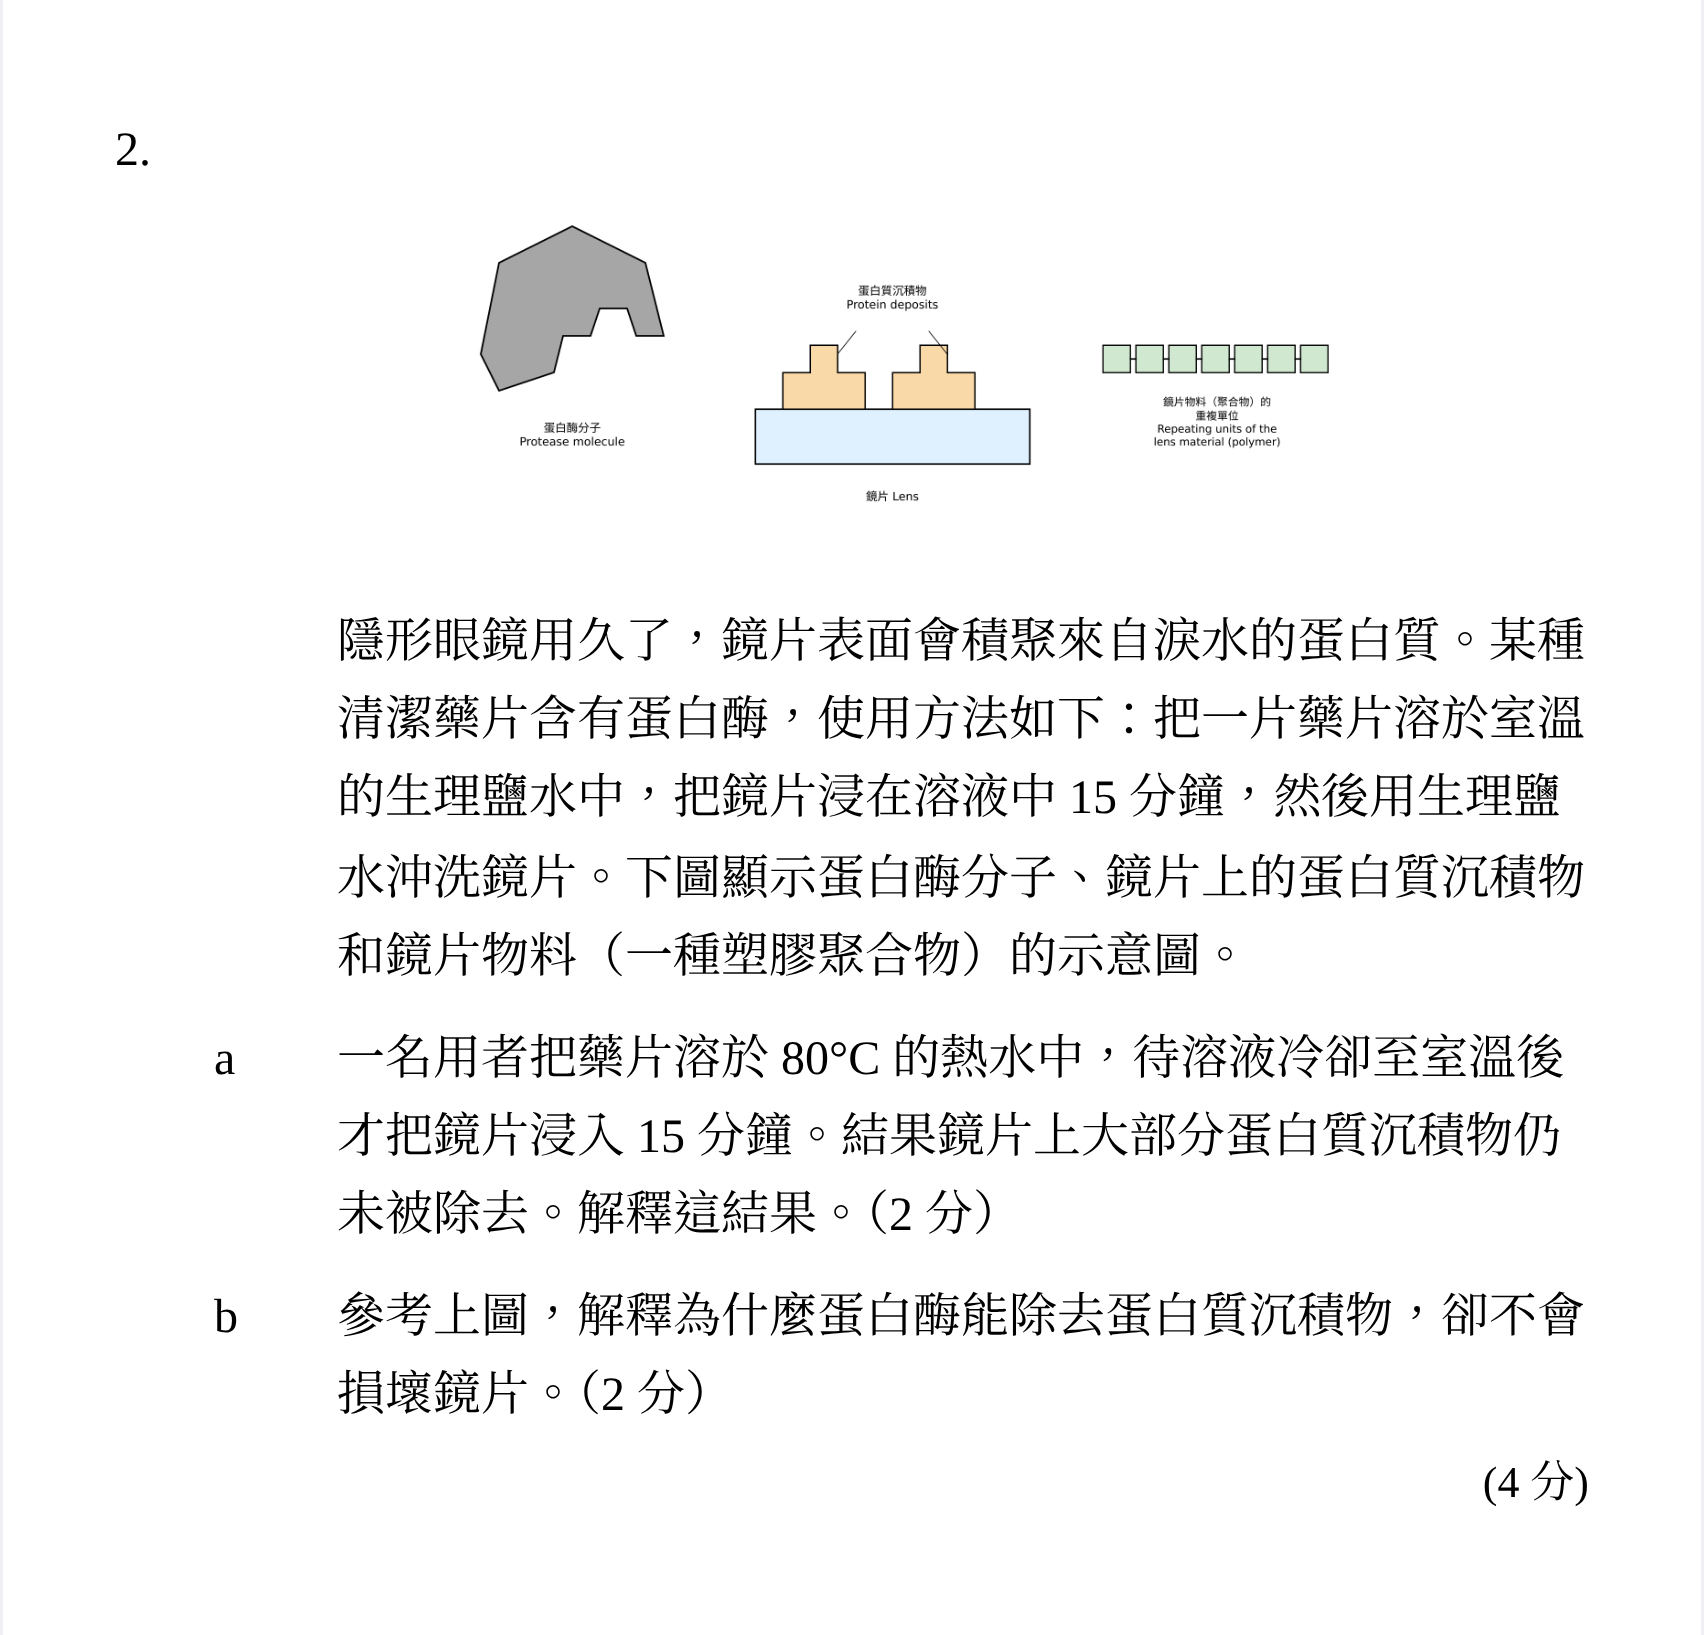 2.
蛋白酶分子
Protease molecule
蛋白質沉積物
Protein deposits
鏡片 Lens
鏡片物料（聚合物）的
重複單位
Repeating units of the
lens material (polymer)
隱形眼鏡用久了，鏡片表面會積聚來自淚水的蛋白質。某種
清潔藥片含有蛋白酶，使用方法如下：把一片藥片溶於室溫
的生理鹽水中，把鏡片浸在溶液中 15 分鐘，然後用生理鹽
水沖洗鏡片。下圖顯示蛋白酶分子、鏡片上的蛋白質沉積物
和鏡片物料（一種塑膠聚合物）的示意圖。
a 一名用者把藥片溶於 80°C 的熱水中，待溶液冷卻至室溫後
才把鏡片浸入 15 分鐘。結果鏡片上大部分蛋白質沉積物仍
未被除去。解釋這結果。（2 分）
b 參考上圖，解釋為什麼蛋白酶能除去蛋白質沉積物，卻不會
損壞鏡片。（2 分）
(4 分)